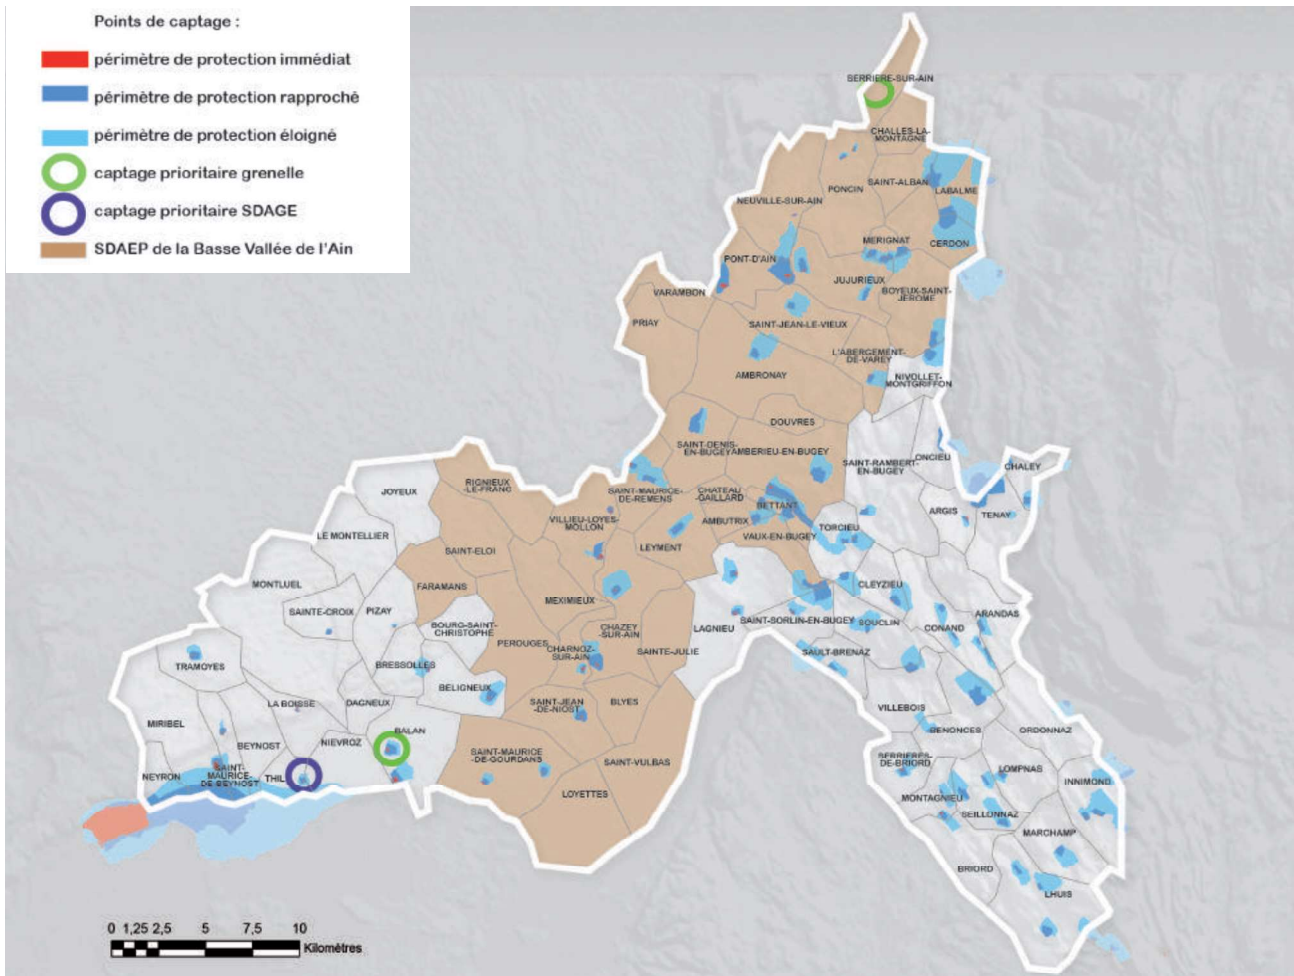 Points de captage :
périmètre de protection immédiat
périmètre de protection rapproché
périmètre de protection éloigné
captage prioritaire grenelle
captage prioritaire SDAGE
SDAEP de la Basse Vallée de l'Ain
SERRIERE-SUR-AIN
CHALLES-LA-
MONTAGNE
SAINT-ALBAN
PONCIN
LABALME
NEUVILLE-SUR-AIN
MERIGNAT
CERDON
PONT-D'AIN
JUJURIEUX
BOYEUX-SAINT-
JEROME
VARAMBON
PRIAY
SAINT-JEAN-LE-VIEUX
L'ABERGEMENT-
DE-VAREY
AMBRONAY
NIVOLLET-
MONTGRIFFON
DOUVRES
SAINT-DENIS-
EN-BUGEY
AMBERIEU-EN-BUGEY
SAINT-RAMBERT-
EN-BUGEY
ONCIEU
CHALEY
RIGNIEUX
-LE-FRANC
JOYEUX
SAINT-MAURICE-
DE-REMENS
CHATEAU
-GAILLARD
BETTANT
ARGIS
TENAY
VILLIEU-LOYES-
MOLLON
AMBUTRIX
TORCIEU
LE MONTELLIER
VAUX-EN-BUGEY
LEYMENT
SAINT-ELOI
MONTLUEL
FARAMANS
CLEYZIEU
MEXIMIEUX
SAINTE-CROIX
PIZAY
ARANDAS
BOURG-SAINT-
CHRISTOPHE
CHAZEY
-SUR-AIN
LAGNIEU
SAINT-SORLIN-EN-BUGEY
SOUCLIN
CONAND
PEROUGES
CHARNOZ-
SUR-AIN
SAINTE-JULIE
SAULT-BRENAZ
TRAMOYES
BRESSOLLES
BELIGNEUX
LA BOISSE
DAGNEUX
SAINT-JEAN
-DE-NIOST
BLYES
VILLEBOIS
MIRIBEL
BALAN
BENONCES
ORDONNAZ
BEYNOST
NIEVROZ
SAINT-MAURICE
-DE-GOURDANS
SAINT-VULBAS
SERRIERES-
DE-BRIORD
LOMPNAS
NEYRON
SAINT-
MAURICE-
DE-BEYNOST
THIL
INNIMOND
LOYETTES
MONTAGNIEU
SEILLONNAZ
MARCHAMP
BRIORD
LHUIS
0 1,25 2,5 5 7,5 10
Kilomètres